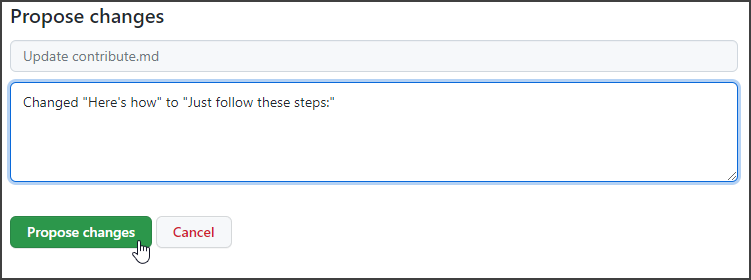 Propose changes
Update contribute.md
Changed "Here's how" to "Just follow these steps:"
Propose changes
Cancel